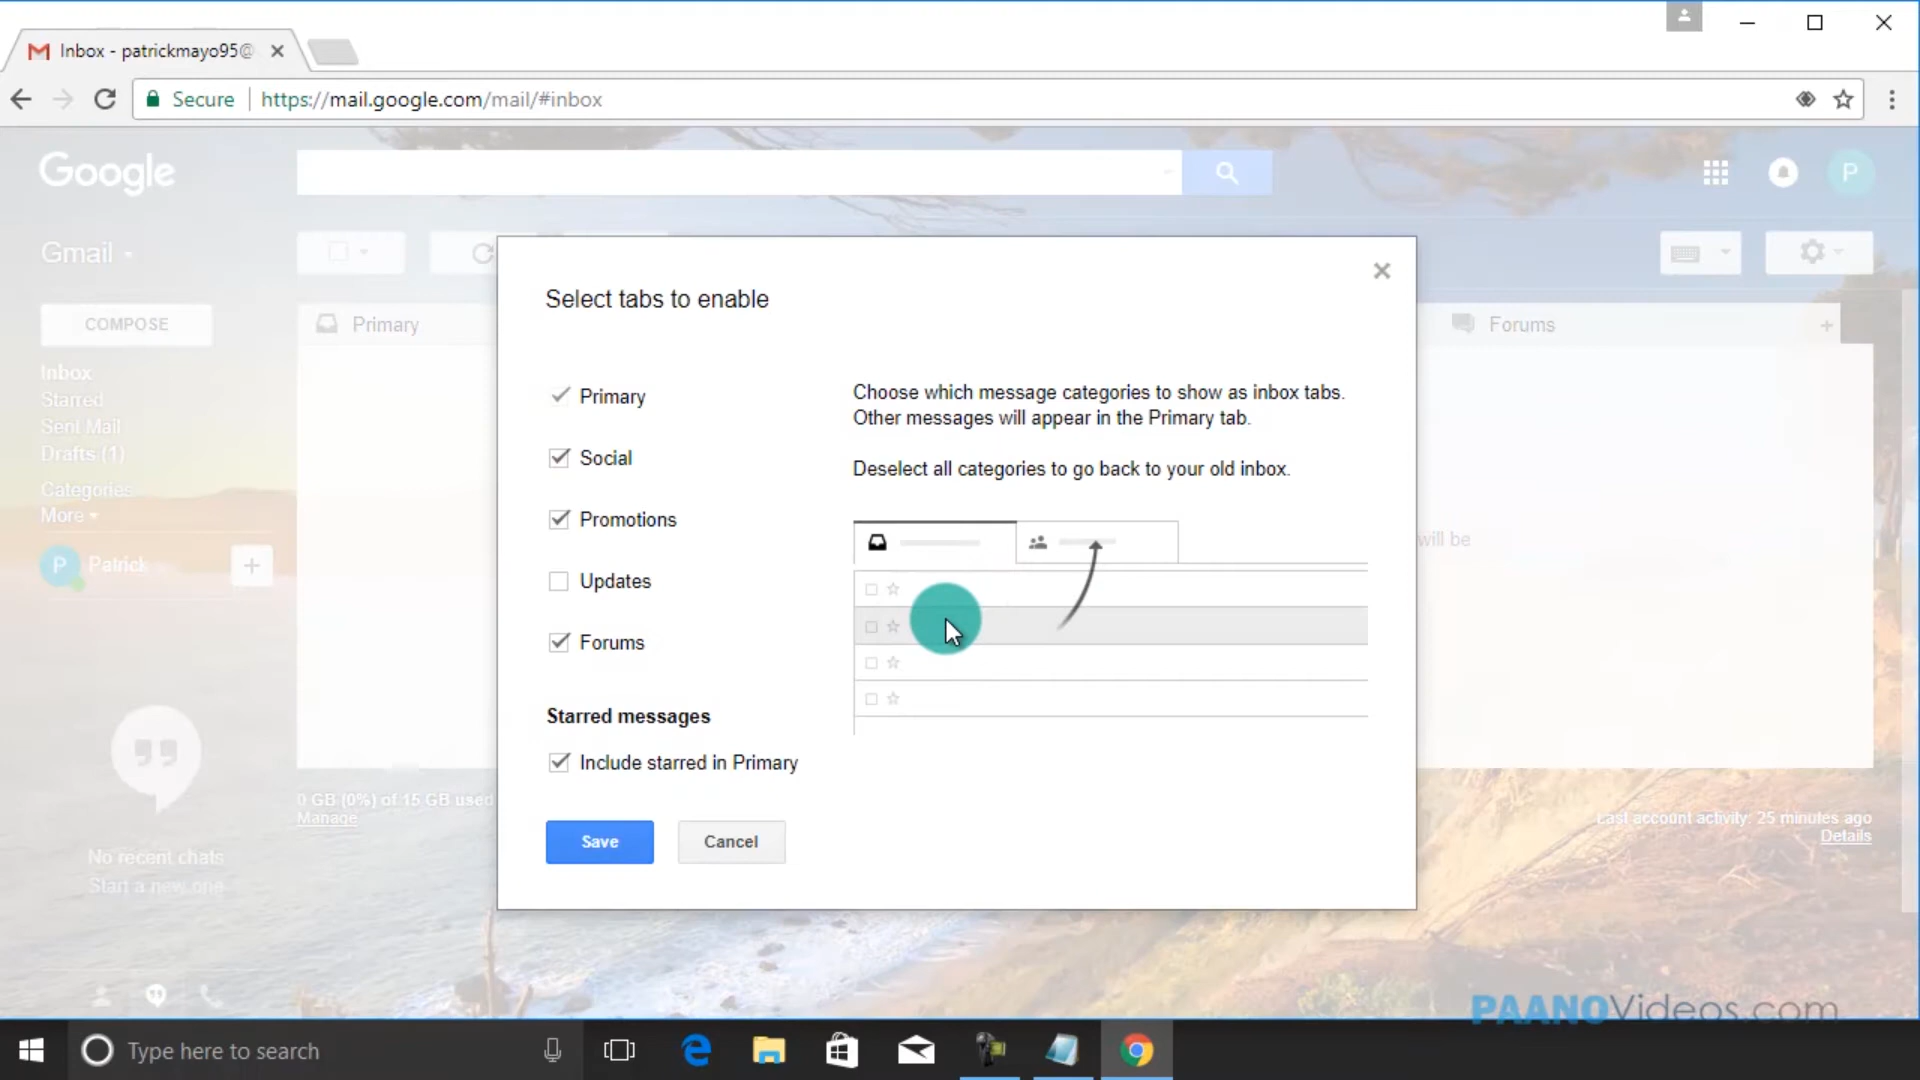 Inbox - patrickmayo95@
Secure https://mail.google.com/mail/#inbox
Google
P
Gmail
COMPOSE
Primary
Forums
Inbox
Starred
Sent Mail
Drafts (1)
Categories
More
P Patrick
Select tabs to enable
Primary
Social
Promotions
Updates
Forums
Starred messages
Include starred in Primary
Save
Cancel
Choose which message categories to show as inbox tabs.
Other messages will appear in the Primary tab.
Deselect all categories to go back to your old inbox.
will be
0 GB (0%) of 15 GB used
Manage
Last account activity: 25 minutes ago
Details
No recent chats
Start a new one
PAANOVideos.com
Type here to search